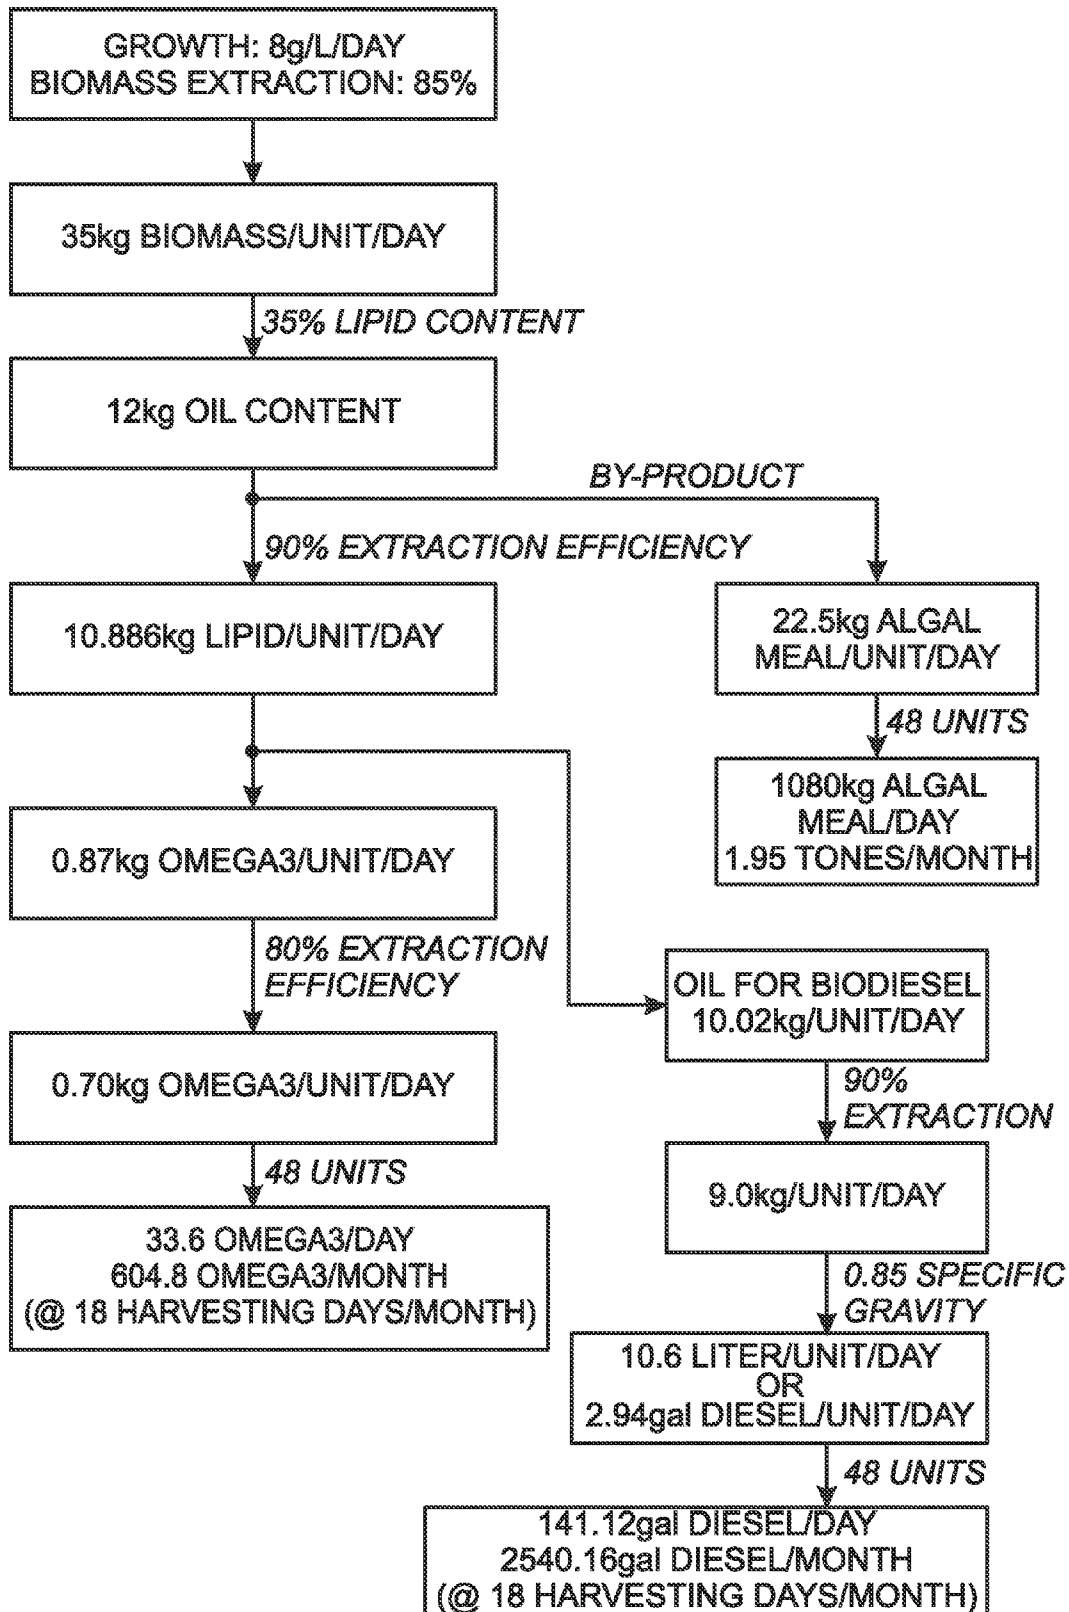 GROWTH: 8g/L/DAY
BIOMASS EXTRACTION: 85%
35kg BIOMASS/UNIT/DAY
35% LIPID CONTENT
12kg OIL CONTENT
BY-PRODUCT
90% EXTRACTION EFFICIENCY
10.886kg LIPID/UNIT/DAY
22.5kg ALGAL
MEAL/UNIT/DAY
48 UNITS
1080kg ALGAL
MEAL/DAY
1.95 TONES/MONTH
0.87kg OMEGA3/UNIT/DAY
80% EXTRACTION
EFFICIENCY
OIL FOR BIODIESEL
10.02kg/UNIT/DAY
0.70kg OMEGA3/UNIT/DAY
90%
EXTRACTION
48 UNITS
9.0kg/UNIT/DAY
33.6 OMEGA3/DAY
604.8 OMEGA3/MONTH
(@ 18 HARVESTING DAYS/MONTH)
0.85 SPECIFIC
GRAVITY
10.6 LITER/UNIT/DAY
OR
2.94gal DIESEL/UNIT/DAY
48 UNITS
141.12gal DIESEL/DAY
2540.16gal DIESEL/MONTH
(@ 18 HARVESTING DAYS/MONTH)